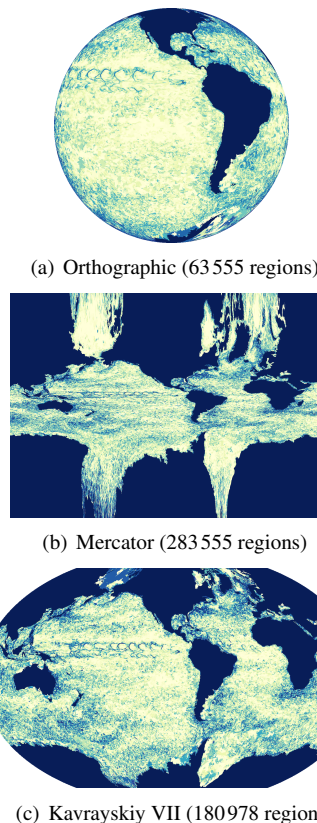 (a) Orthographic (63 555 regions)
(b) Mercator (283 555 regions)
(c) Kavrayskiy VII (180 978 region